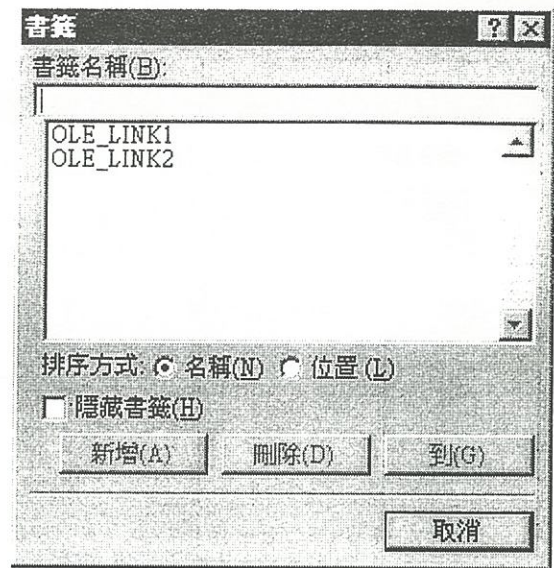 書籤
書籤名稱(B):
OLE_LINK1
OLE_LINK2
排序方式: 名稱(N) 位置(L)
隱藏書籤(H)
新增(A) 刪除(D) 到(G)
取消